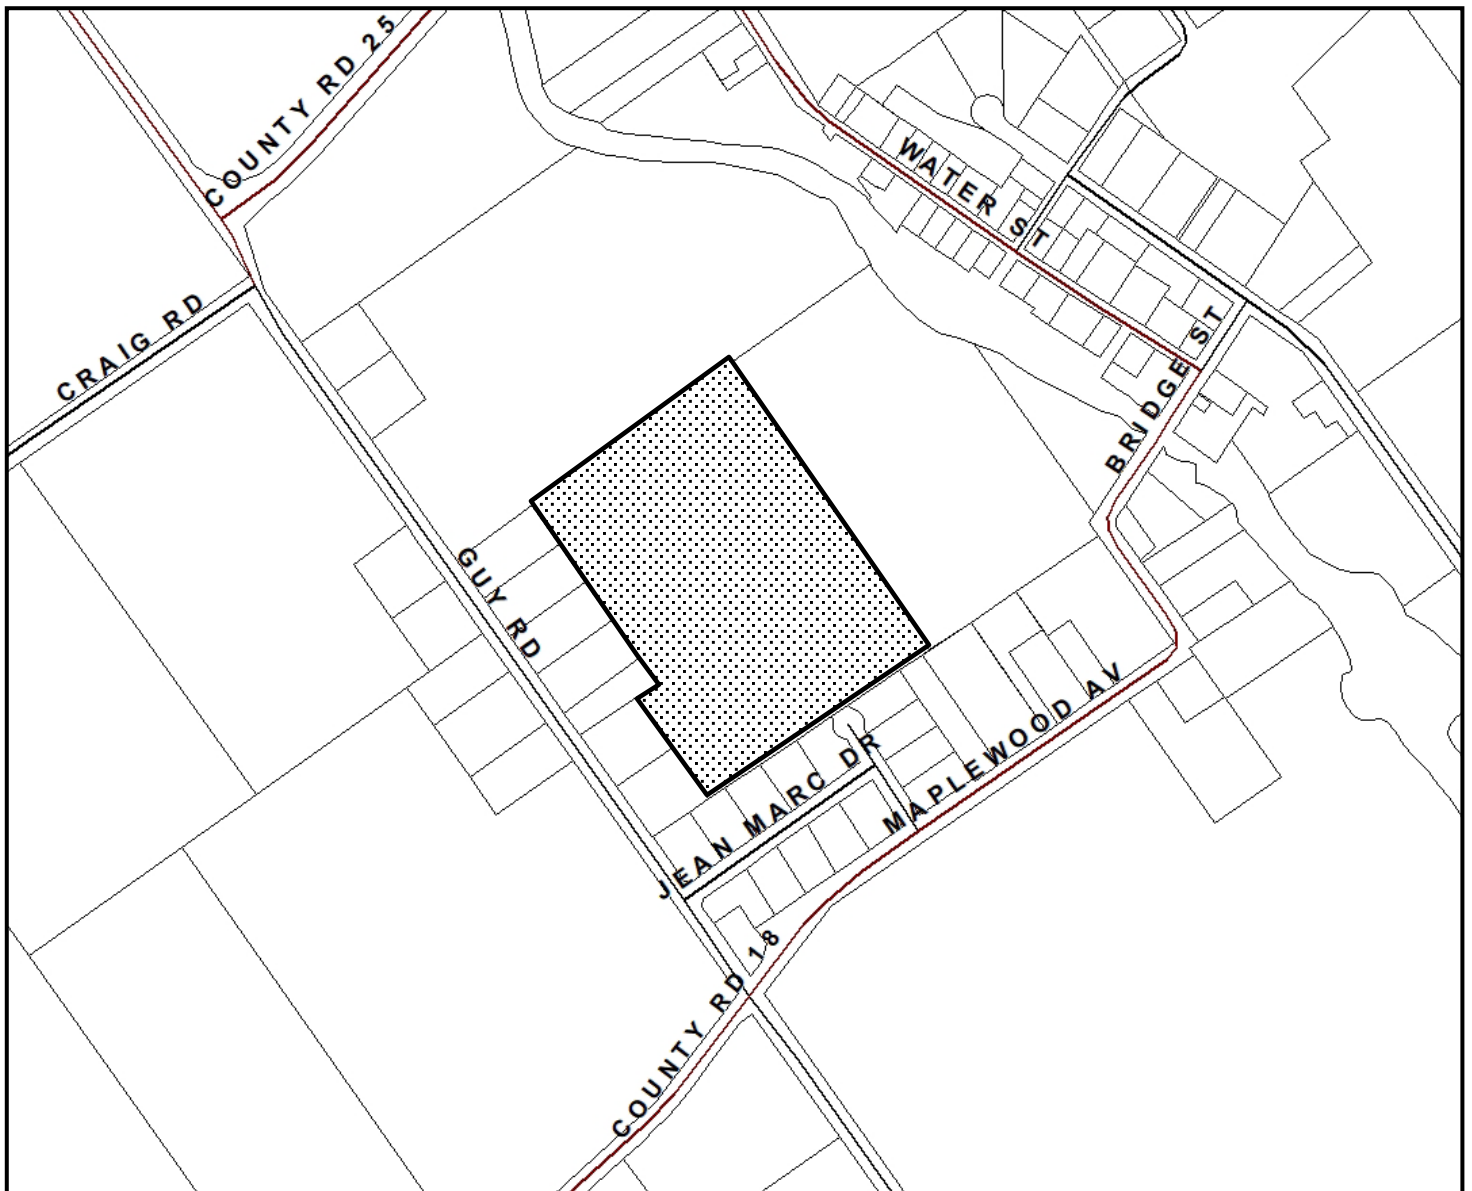 COUNTY RD 25
WATER ST
CRAIG RD
BRIDGE ST
GUY RD
MAPLEWOOD AV
JEAN MARC DR
COUNTY RD 18